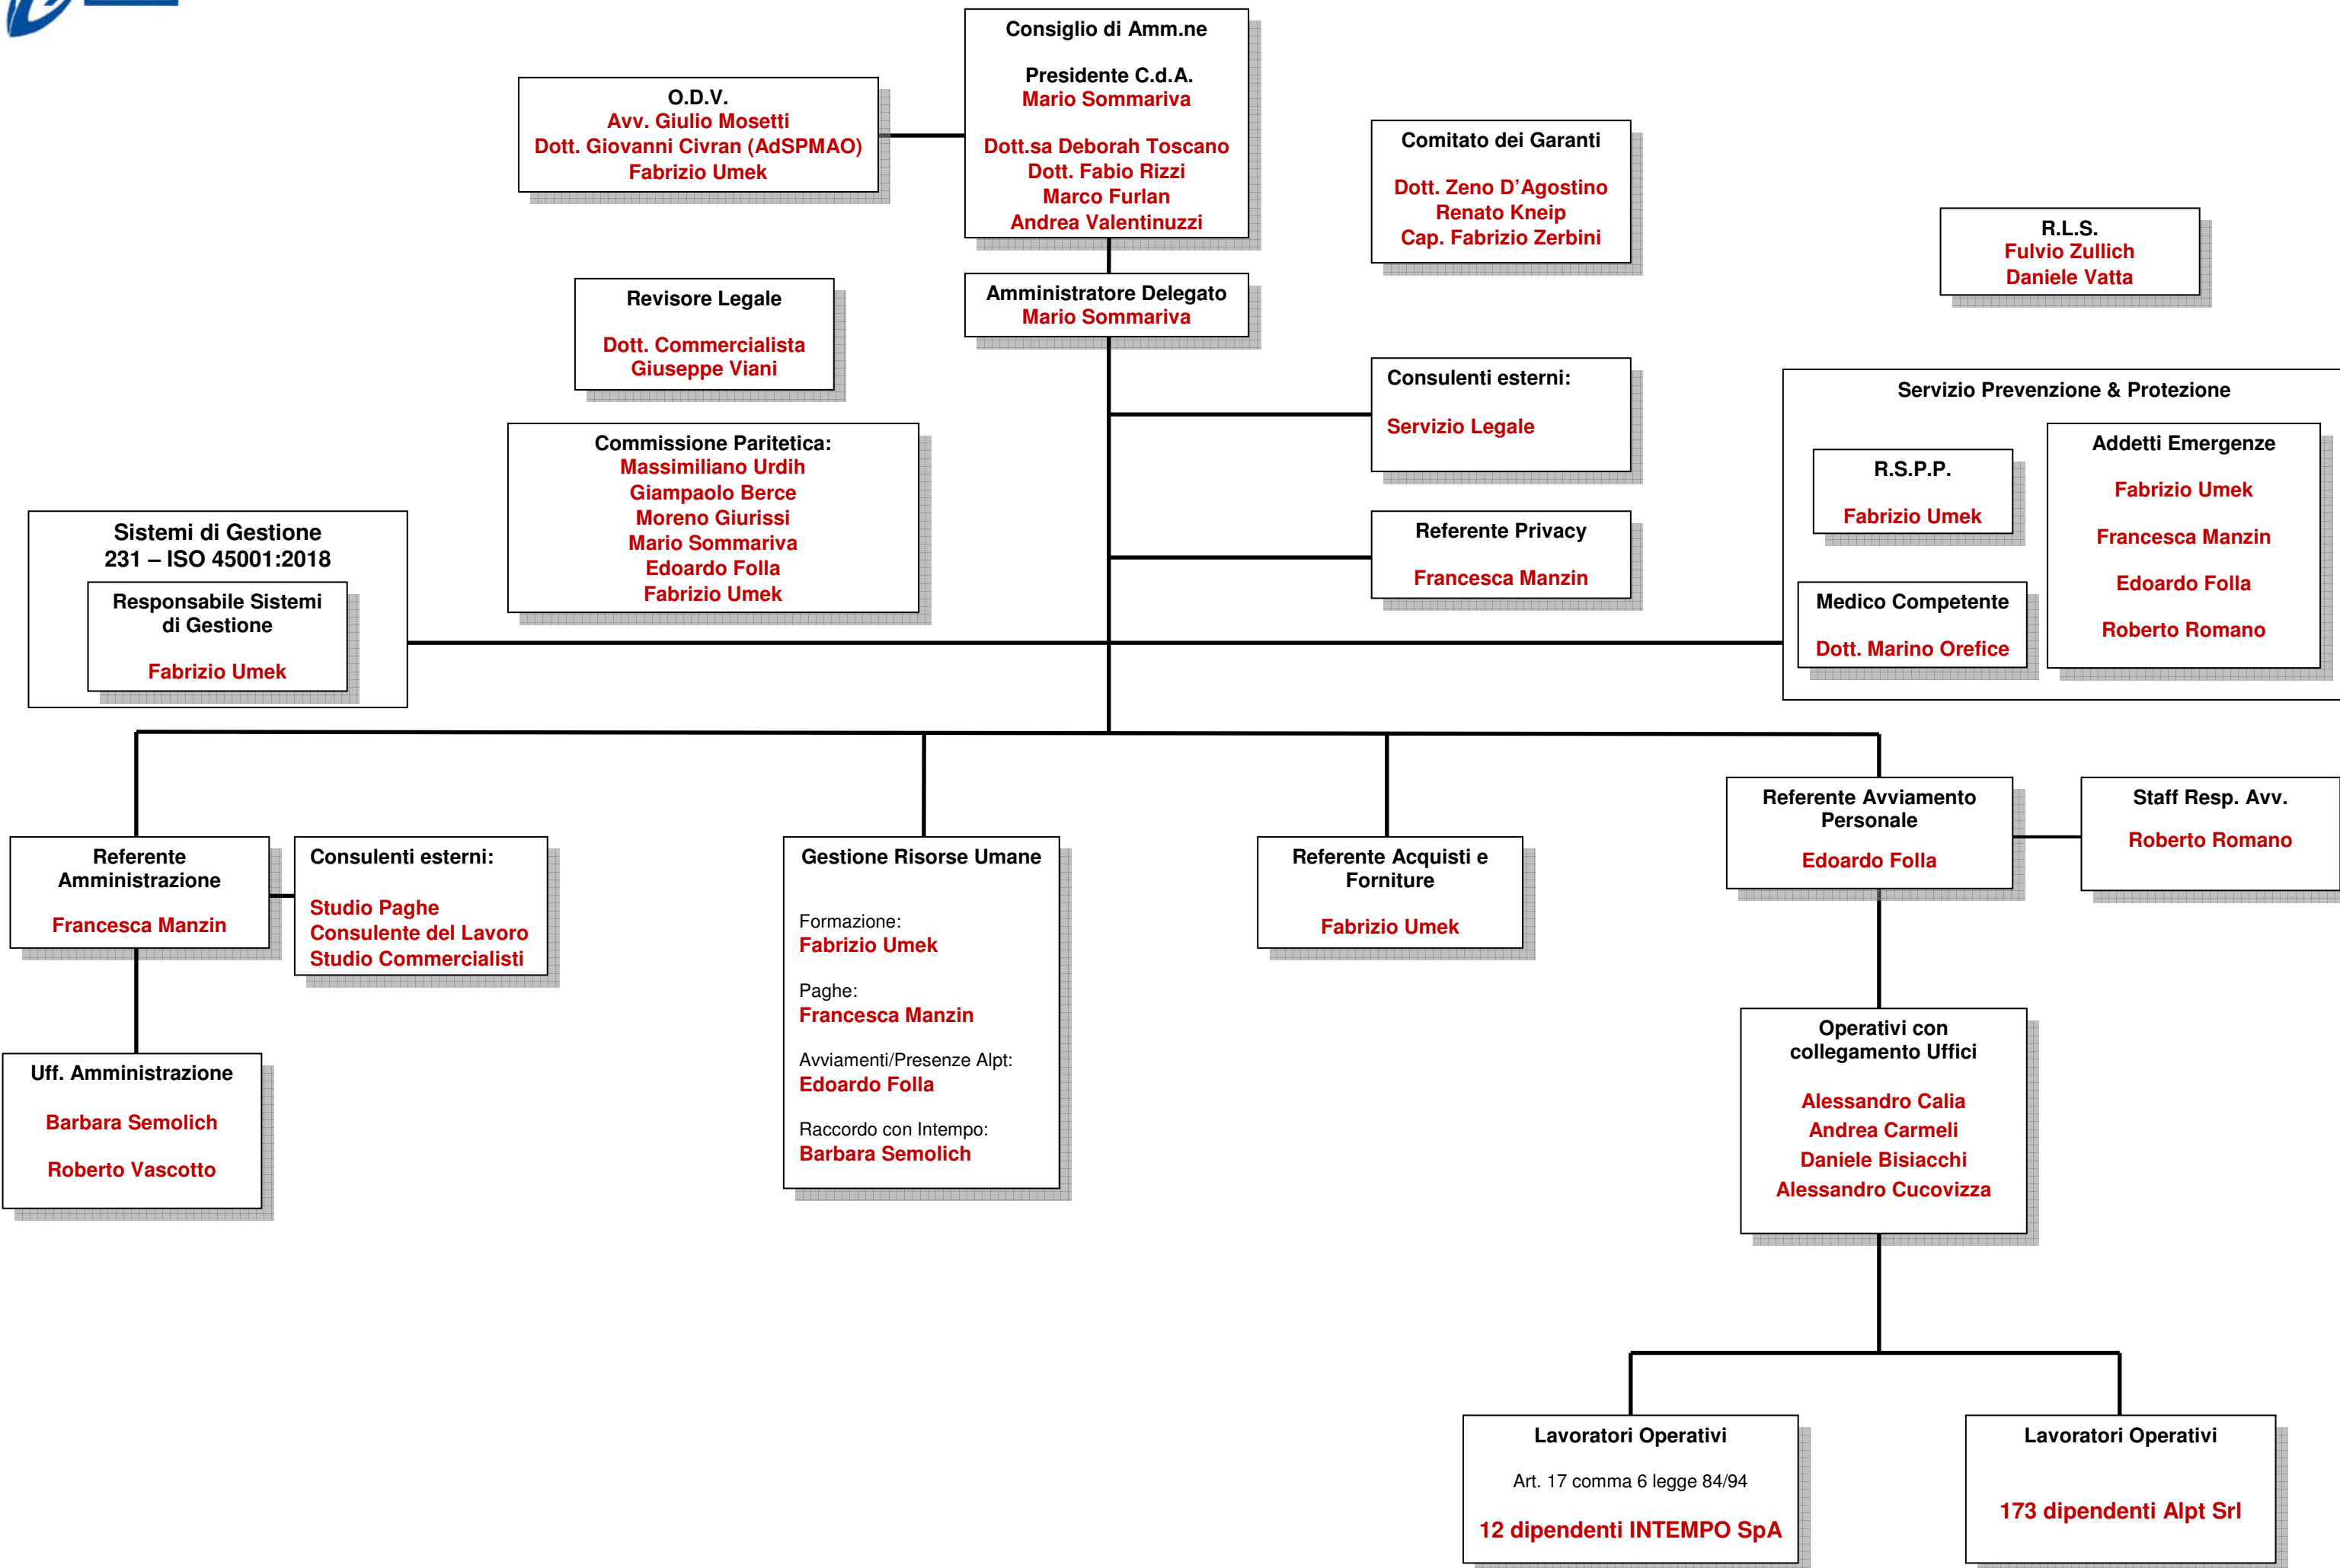 Consiglio di Amm.ne
Presidente C.d.A.
Mario Sommariva
Dott.sa Deborah Toscano
Dott. Fabio Rizzi
Marco Furlan
Andrea Valentinuzzi
O.D.V.
Avv. Giulio Mosetti
Dott. Giovanni Civran (AdSPMAO)
Fabrizio Umek
Comitato dei Garanti
Dott. Zeno D’Agostino
Renato Kneip
Cap. Fabrizio Zerbini
R.L.S.
Fulvio Zullich
Daniele Vatta
Revisore Legale
Dott. Commercialista
Giuseppe Viani
Amministratore Delegato
Mario Sommariva
Consulenti esterni:
Servizio Legale
Servizio Prevenzione & Protezione
R.S.P.P.
Fabrizio Umek
Addetti Emergenze
Fabrizio Umek
Francesca Manzin
Edoardo Folla
Roberto Romano
Medico Competente
Dott. Marino Orefice
Commissione Paritetica:
Massimiliano Urdih
Giampaolo Berce
Moreno Giurissi
Mario Sommariva
Edoardo Folla
Fabrizio Umek
Referente Privacy
Francesca Manzin
Sistemi di Gestione
231 – ISO 45001:2018
Responsabile Sistemi
di Gestione
Fabrizio Umek
Referente
Amministrazione
Francesca Manzin
Consulenti esterni:
Studio Paghe
Consulente del Lavoro
Studio Commercialisti
Uff. Amministrazione
Barbara Semolich
Roberto Vascotto
Gestione Risorse Umane
Formazione:
Fabrizio Umek
Paghe:
Francesca Manzin
Avviamenti/Presenze Alpt:
Edoardo Folla
Raccordo con Intempo:
Barbara Semolich
Referente Acquisti e
Forniture
Fabrizio Umek
Referente Avviamento
Personale
Edoardo Folla
Staff Resp. Avv.
Roberto Romano
Operativi con
collegamento Uffici
Alessandro Calia
Andrea Carmeli
Daniele Bisiacchi
Alessandro Cucovizza
Lavoratori Operativi
Art. 17 comma 6 legge 84/94
12 dipendenti INTEMPO SpA
Lavoratori Operativi
173 dipendenti Alpt Srl